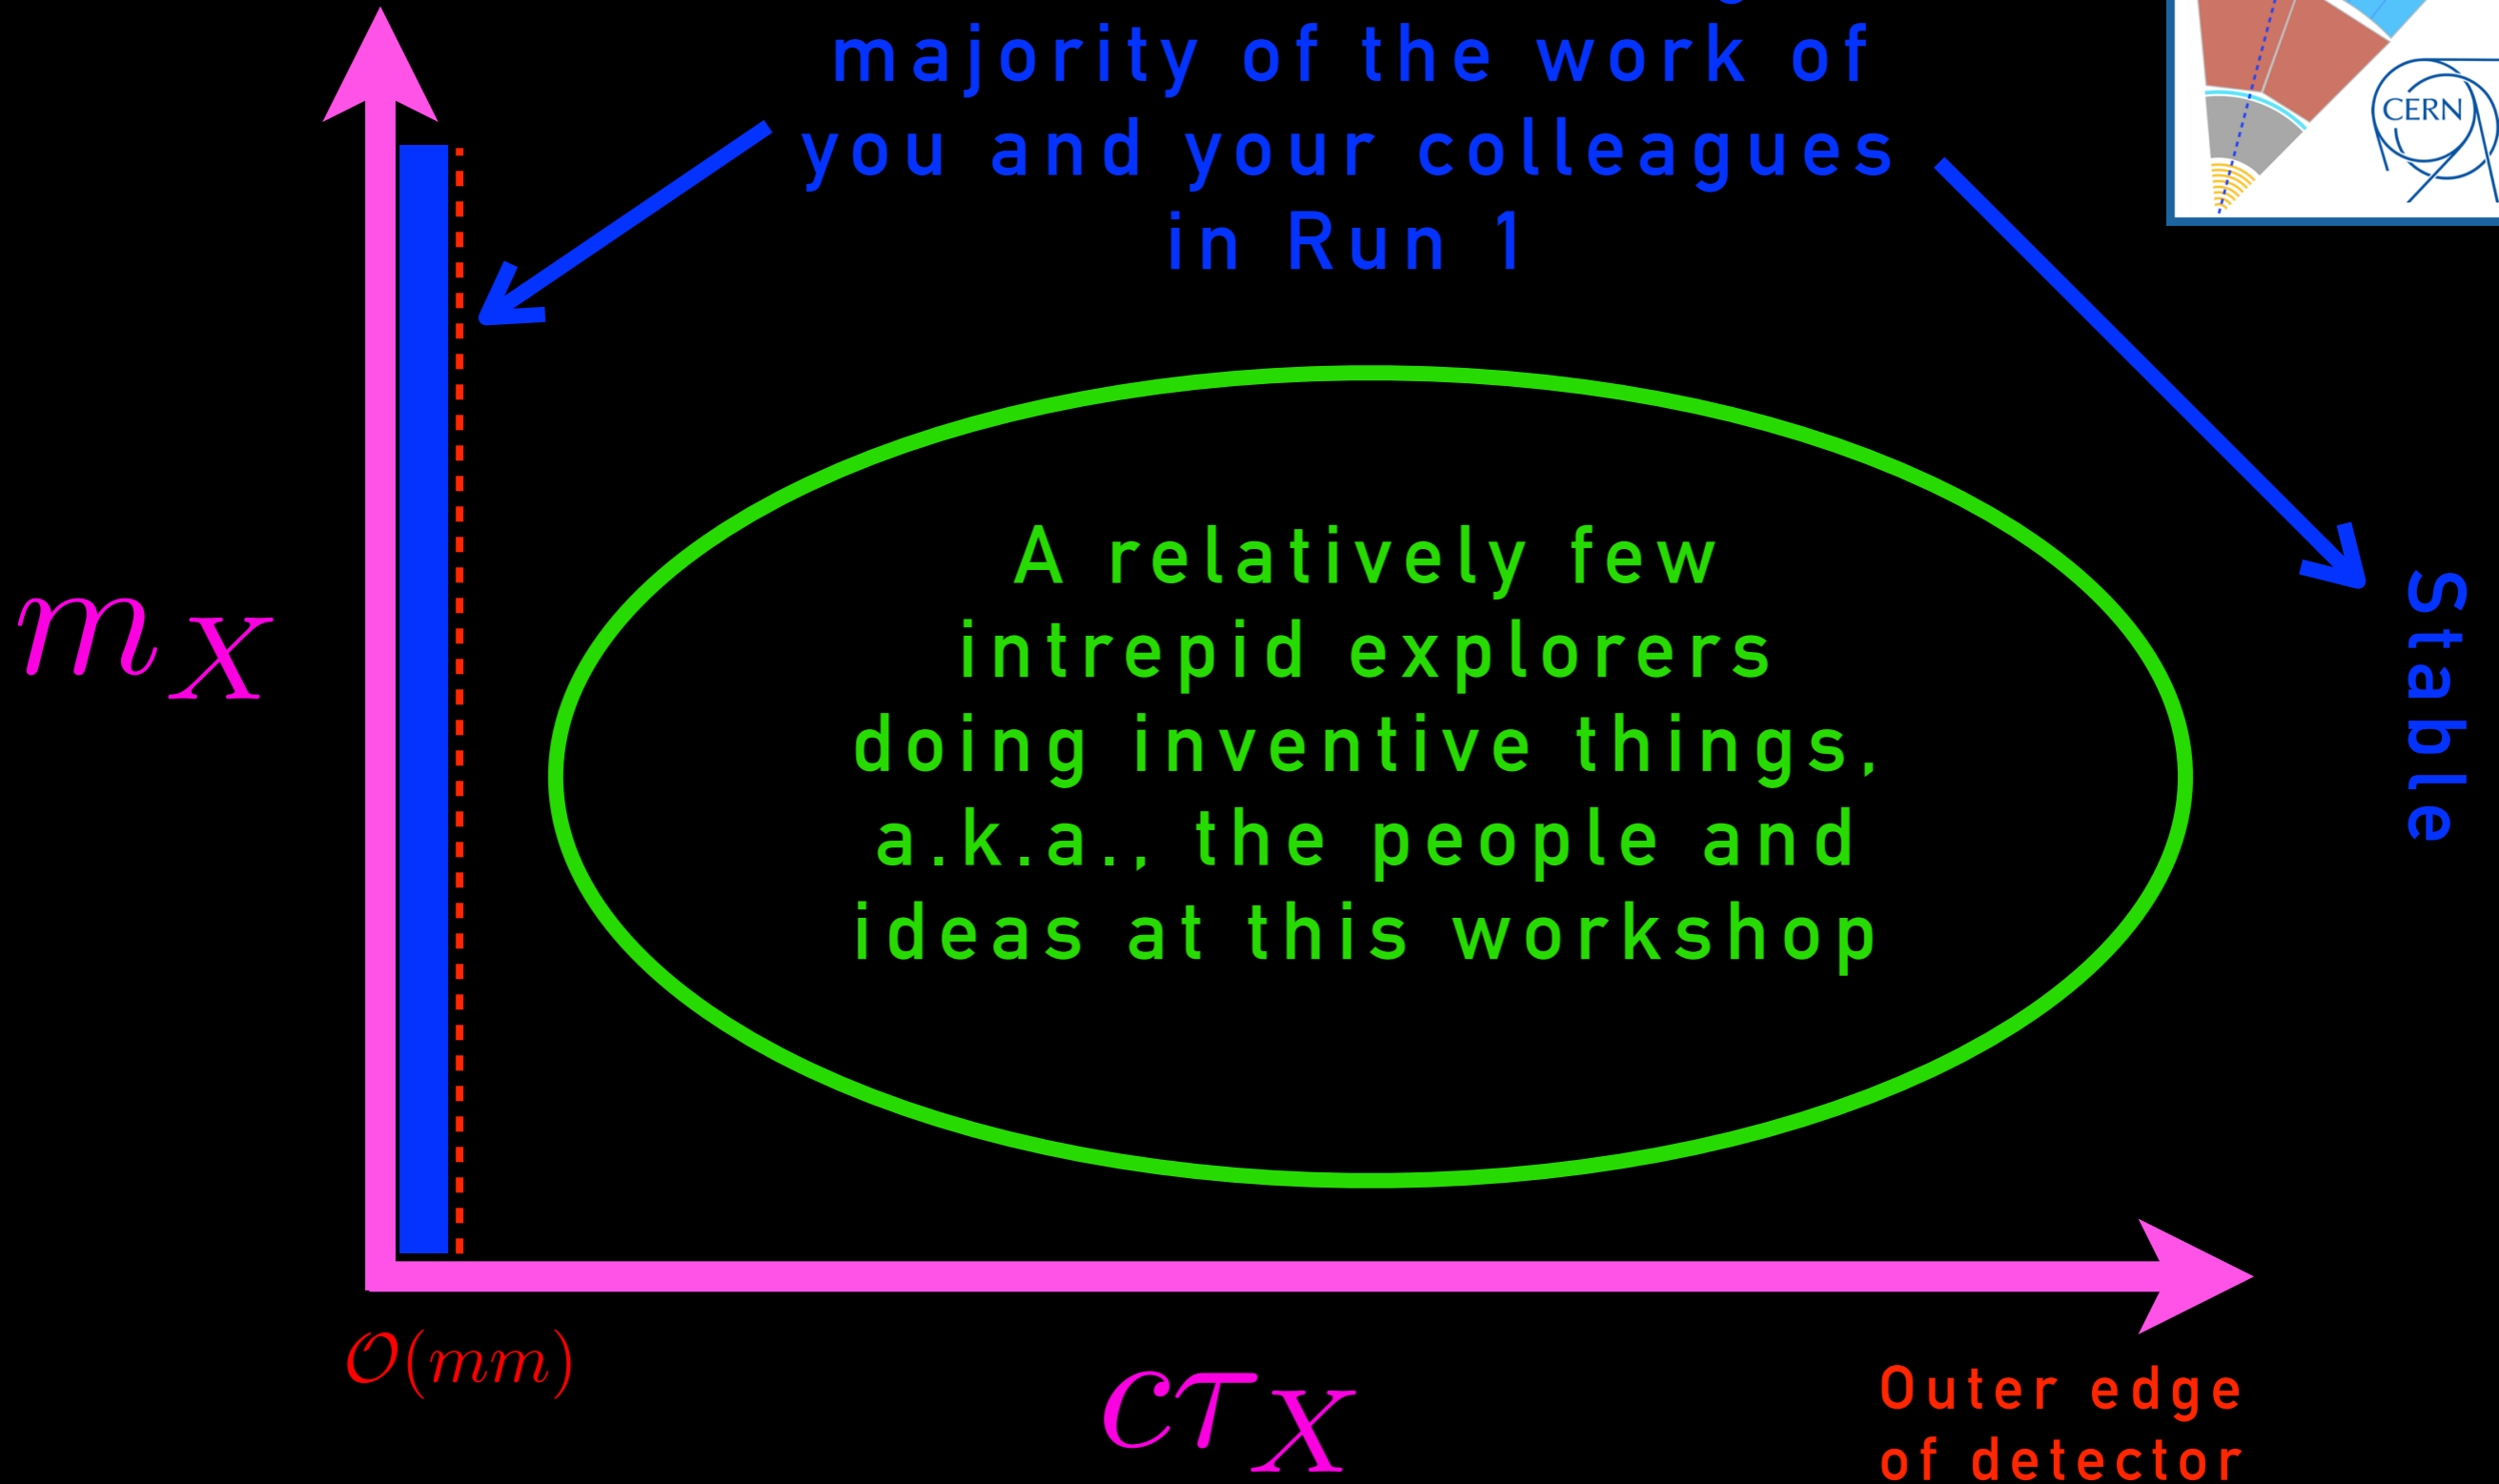 majority of the work of
you and your colleagues
in Run 1
CERN
A relatively few
intrepid explorers
doing inventive things,
a.k.a., the people and
ideas at this workshop
Stable
m_X
𝒪(mm)
cτ_X
Outer edge
of detector